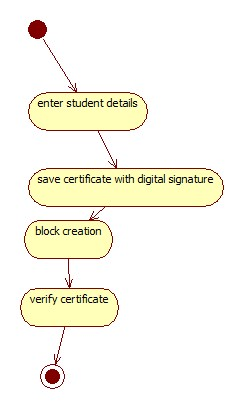 enter student details
save certificate with digital signature
block creation
verify certificate